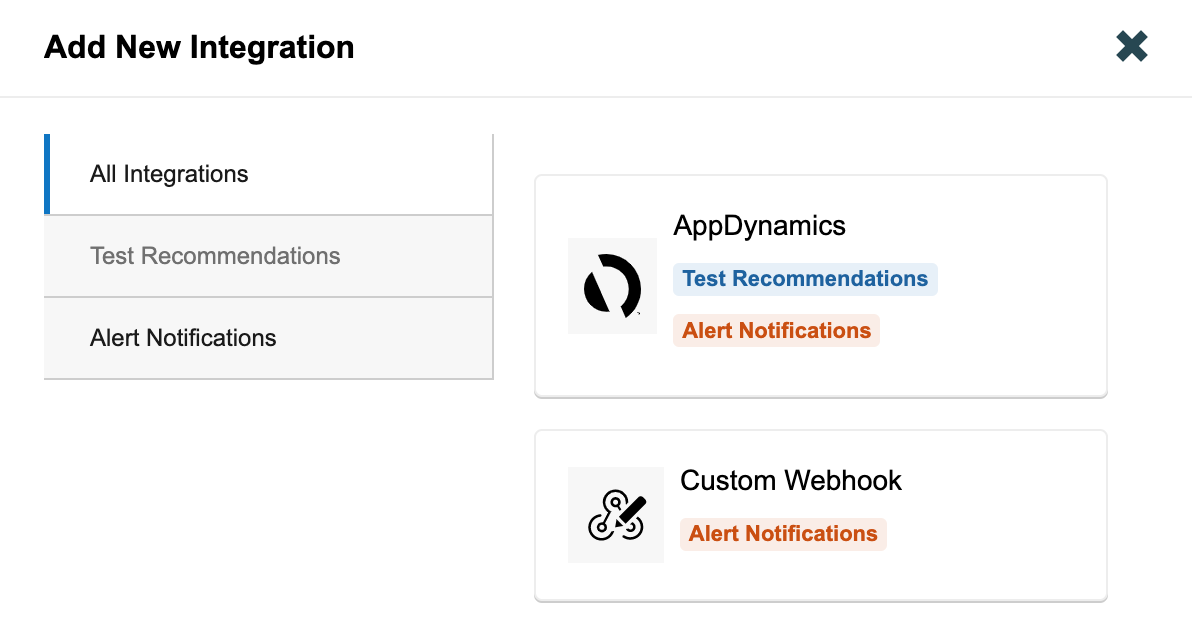 Add New Integration
All Integrations
Test Recommendations
Alert Notifications
AppDynamics
Test Recommendations
Alert Notifications
Custom Webhook
Alert Notifications